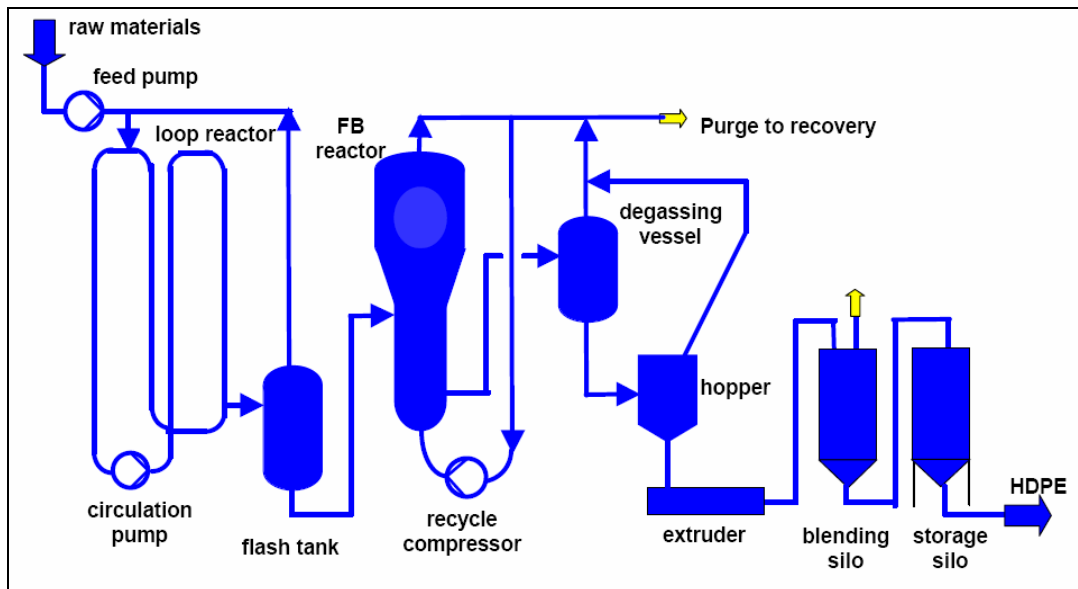 raw materials
feed pump
loop reactor
FB
reactor
Purge to recovery
degassing
vessel
hopper
HDPE
circulation
pump
flash tank
recycle
compressor
extruder
blending
silo
storage
silo